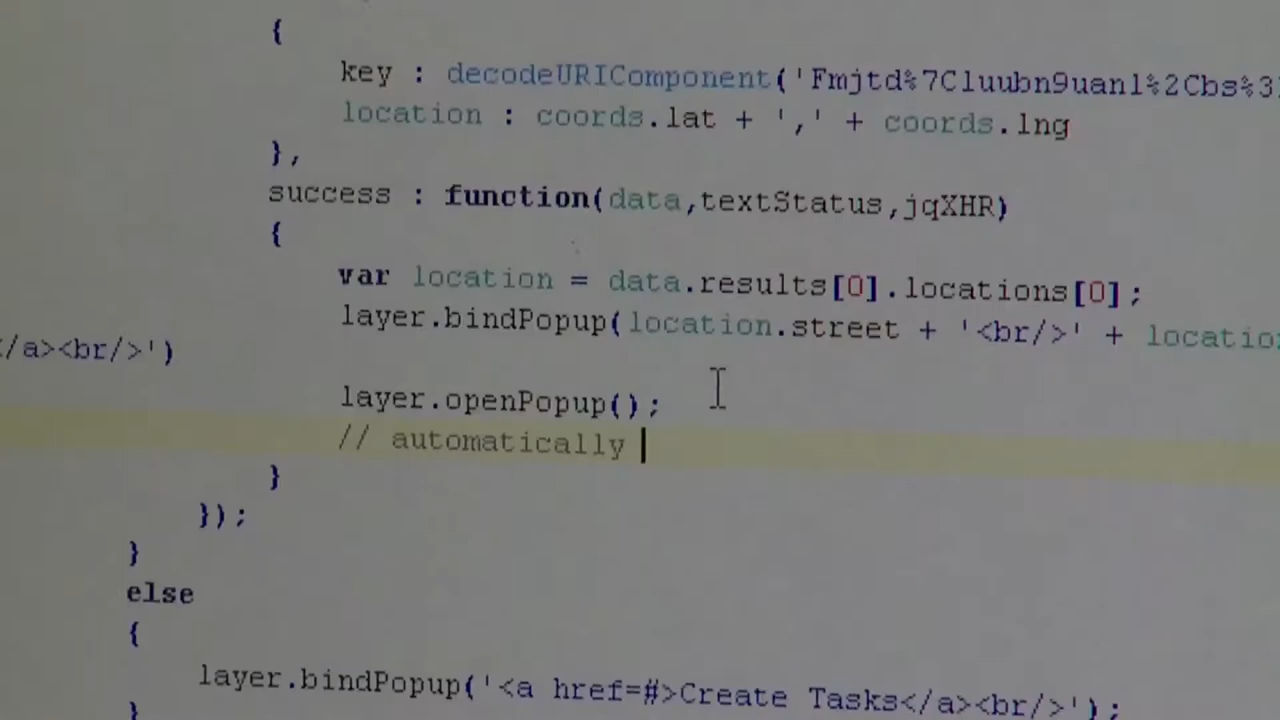 {
key : decodeURIComponent('Fmjtd%7Cluubn9uanl%2Cbs%3
location : coords.lat + ',' + coords.lng
},
success : function(data,textStatus,jqXHR)
{
var location = data.results[0].locations[0];
layer.bindPopup(location.street + '<br/>' + locatio
/a><br/>')
layer.openPopup();
// automatically
}
});
}
else
{
layer.bindPopup('<a href=#>Create Tasks</a><br/>');
}